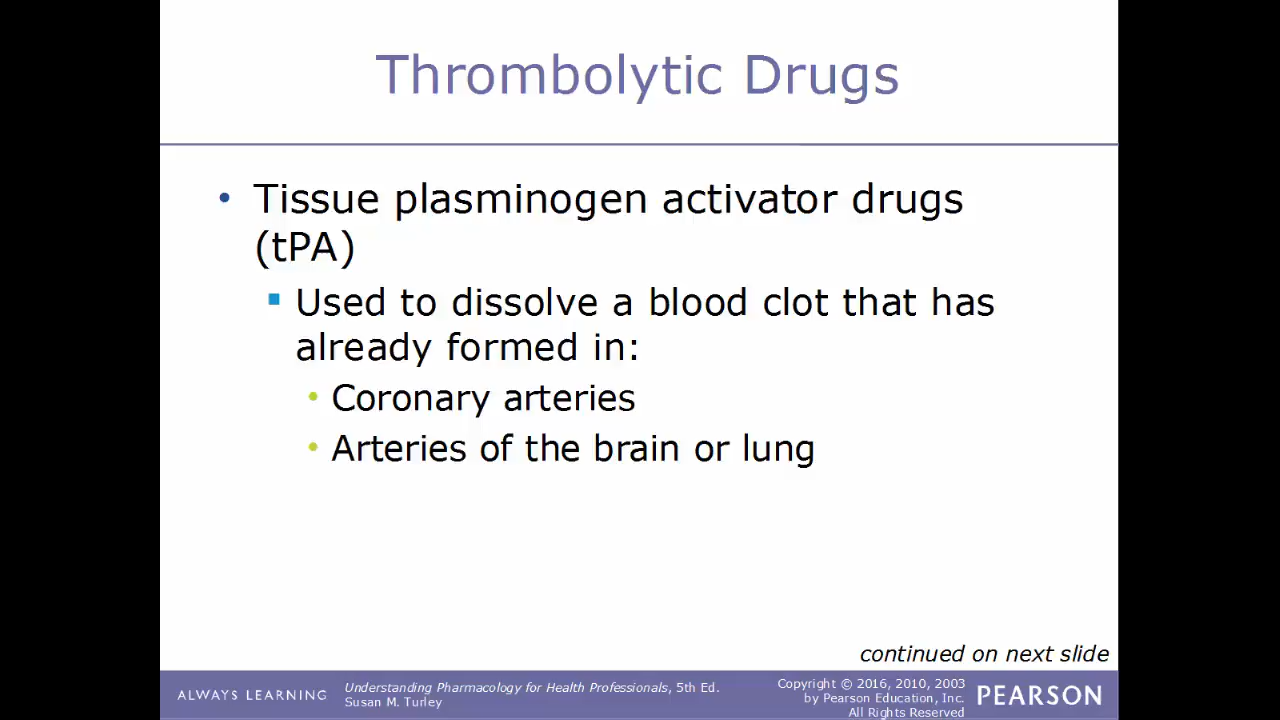 Thrombolytic Drugs
• Tissue plasminogen activator drugs
(tPA)
▪ Used to dissolve a blood clot that has
already formed in:
• Coronary arteries
• Arteries of the brain or lung
continued on next slide
ALWAYS LEARNING
Understanding Pharmacology for Health Professionals, 5th Ed.
Susan M. Turley
Copyright © 2016, 2010, 2003
by Pearson Education, Inc.
All Rights Reserved
PEARSON